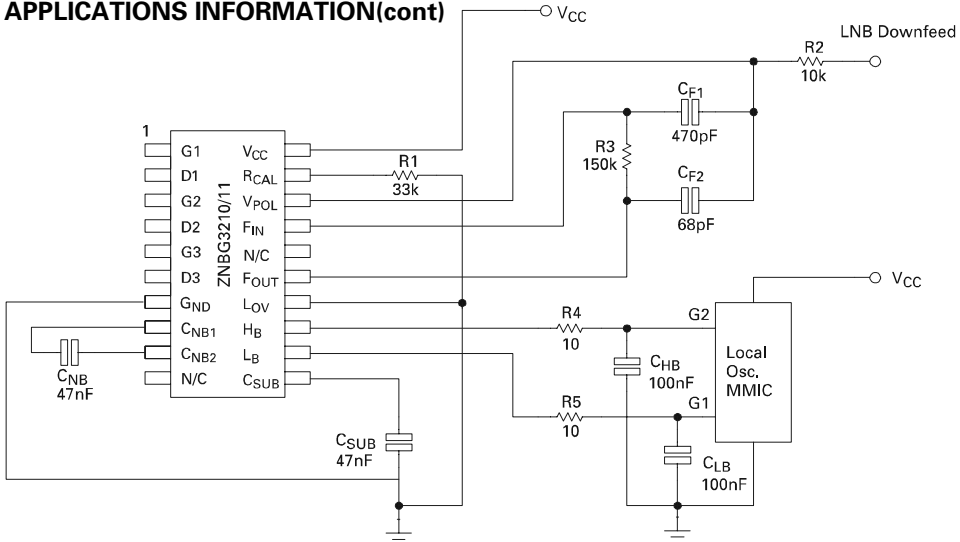 APPLICATIONS INFORMATION(cont)
VCC
LNB Downfeed
R2
10k
CF1
470pF
R3
150k
CF2
68pF
1
G1
D1
G2
D2
G3
D3
GND
CNB1
CNB2
N/C
ZNBG3210/11
VCC
RCAL
VPOL
FIN
N/C
FOUT
LOV
HB
LB
CSUB
R1
33k
CNB
47nF
CSUB
47nF
R4
10
R5
10
CHB
100nF
CLB
100nF
VCC
G2
G1
Local
Osc.
MMIC